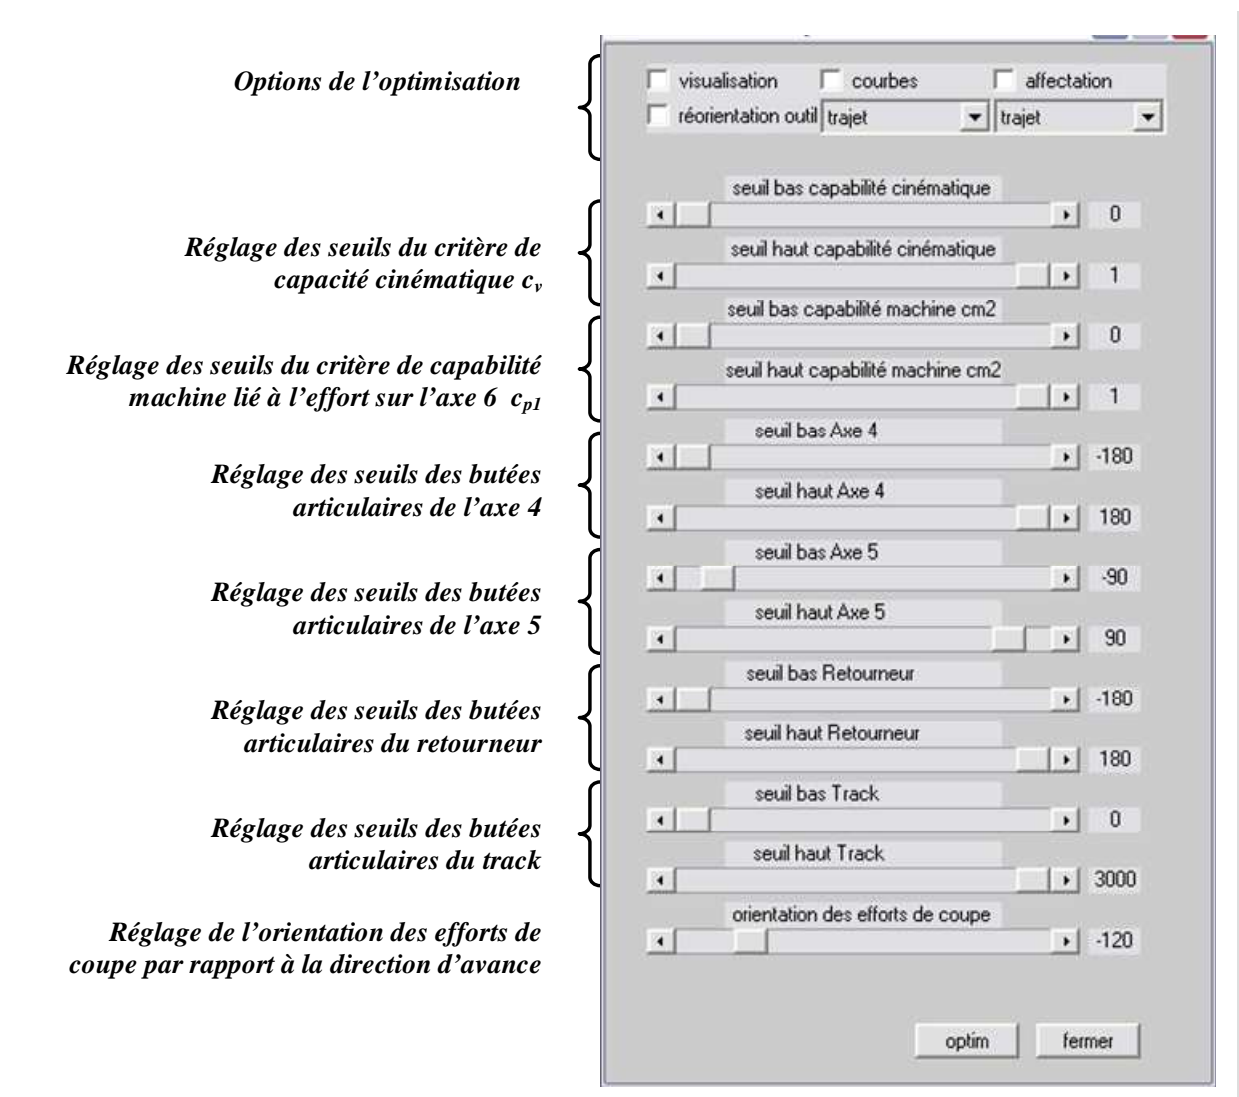 Options de l'optimisation
visualisation courbes affectation
réorientation outil trajet trajet
Réglage des seuils du critère de
capacité cinématique cv
seuil bas capabilité cinématique
0
seuil haut capabilité cinématique
1
Réglage des seuils du critère de capabilité
machine lié à l'effort sur l'axe 6 cp1
seuil bas capabilité machine cm2
0
seuil haut capabilité machine cm2
1
Réglage des seuils des butées
articulaires de l'axe 4
seuil bas Axe 4
-180
seuil haut Axe 4
180
Réglage des seuils des butées
articulaires de l'axe 5
seuil bas Axe 5
-90
seuil haut Axe 5
90
Réglage des seuils des butées
articulaires du retourneur
seuil bas Retourneur
-180
seuil haut Retourneur
180
Réglage des seuils des butées
articulaires du track
seuil bas Track
0
seuil haut Track
3000
Réglage de l'orientation des efforts de
coupe par rapport à la direction d'avance
orientation des efforts de coupe
-120
optim fermer